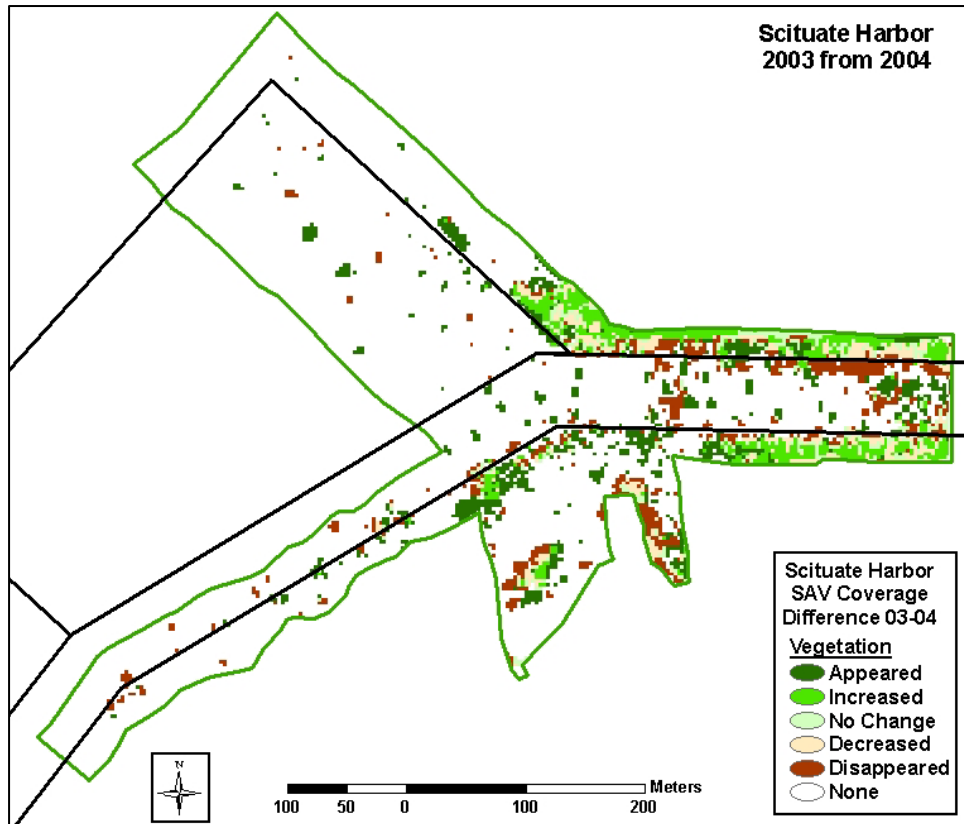 Scituate Harbor
2003 from 2004
Scituate Harbor
SAV Coverage
Difference 03-04
Vegetation
Appeared
Increased
No Change
Decreased
Disappeared
None
N
Meters
100 50 0 100 200